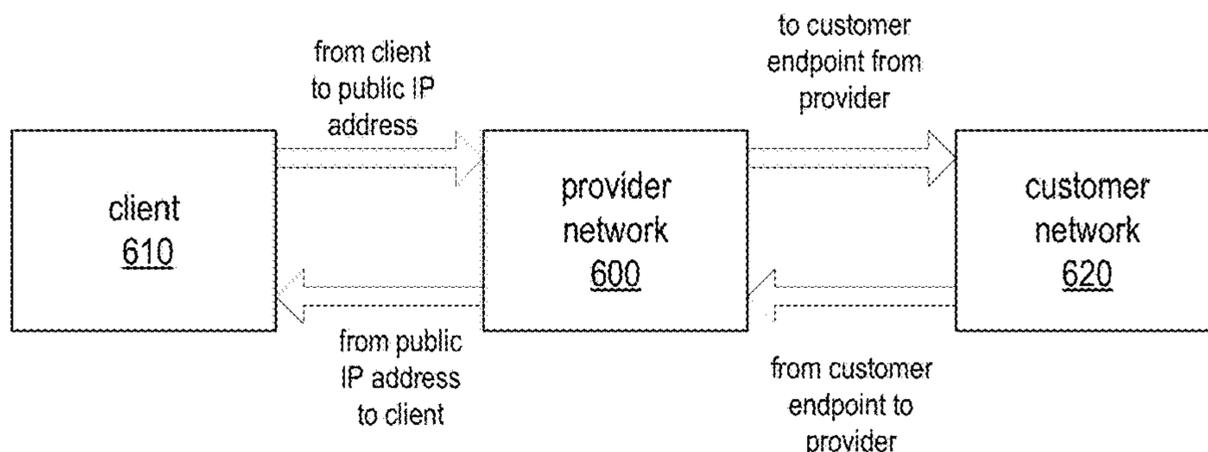 from client
to public IP
address
to customer
endpoint from
provider
client
610
provider
network
600
customer
network
620
from public
IP address
to client
from customer
endpoint to
provider